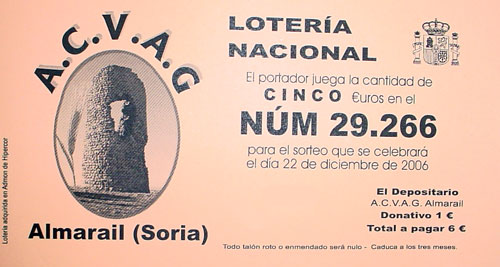 A.C.V.A.G
Almarail (Soria)
Lotería adquirida en Admon de Hipercor
LOTERÍA
NACIONAL
El portador juega la cantidad de
CINCO €uros en el
NÚM 29.266
para el sorteo que se celebrará
el día 22 de diciembre de 2006
El Depositario
A.C.V.A.G. Almarail
Donativo 1 €
Total a pagar 6 €
Todo talón roto o enmendado será nulo - Caduca a los tres meses.